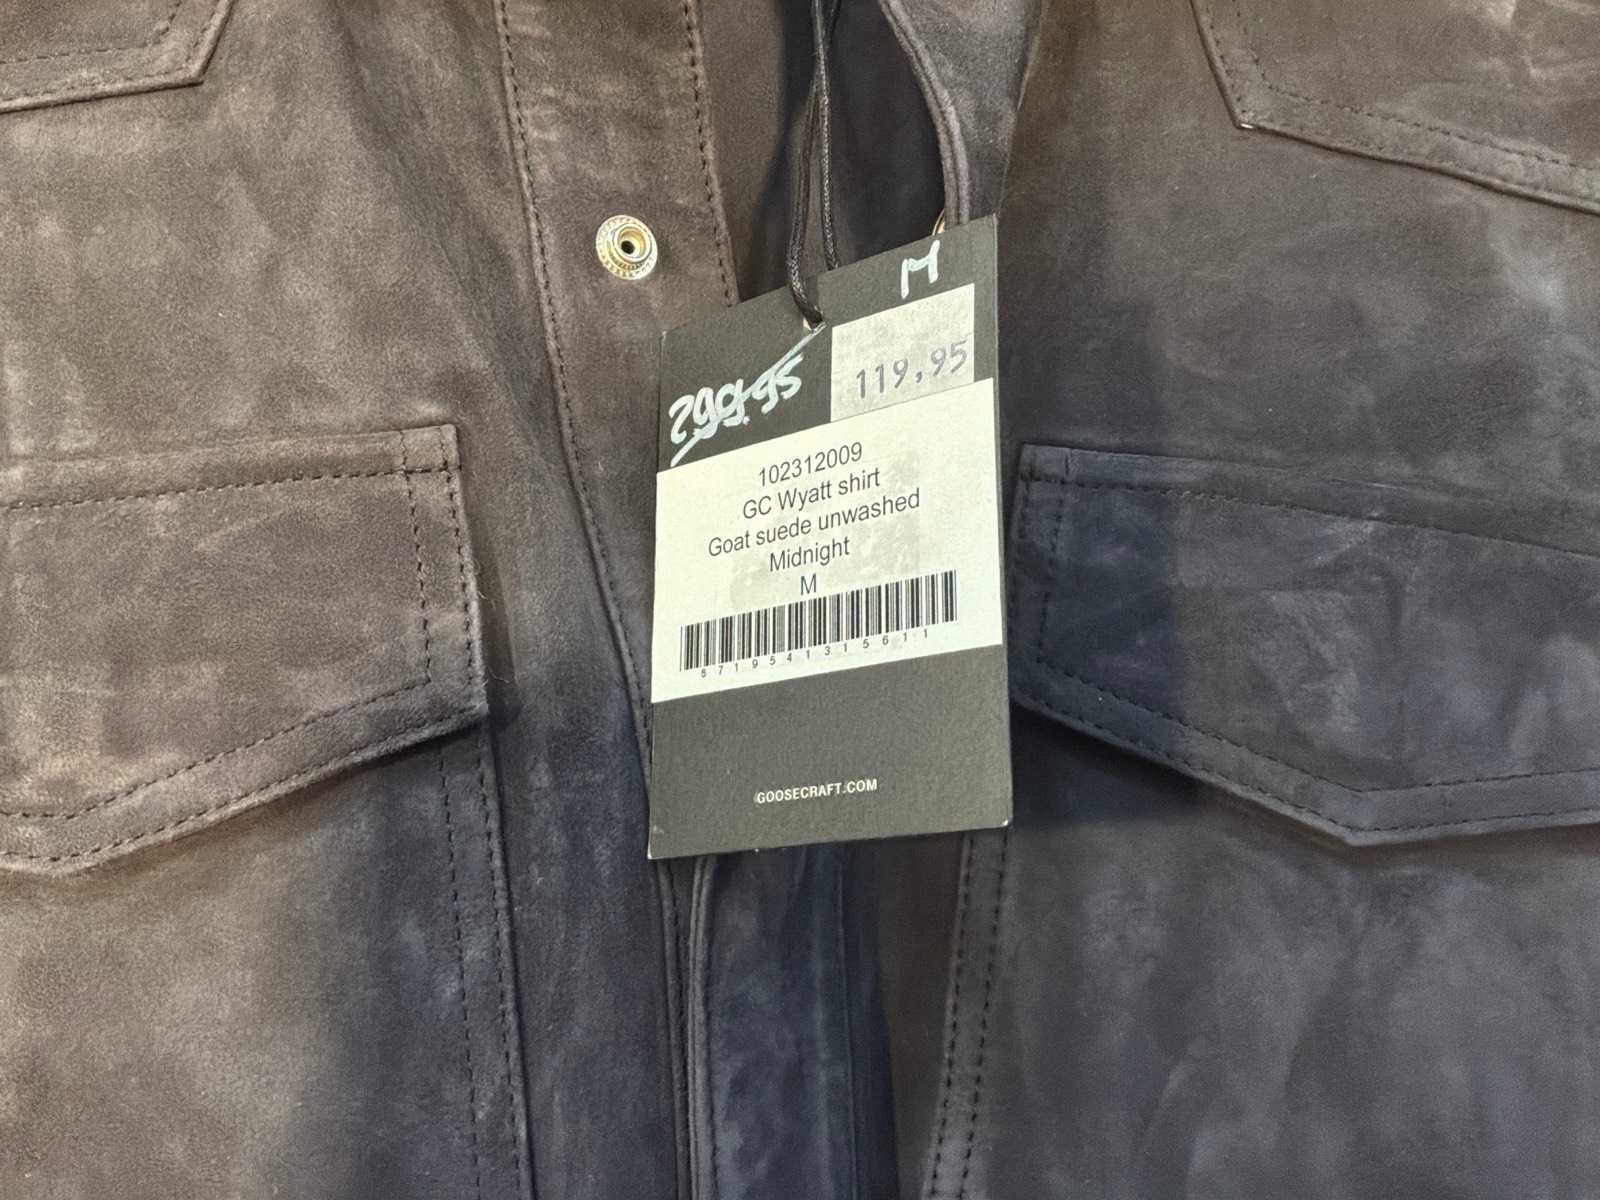 M
299.95
119,95
102312009
GC Wyatt shirt
Goat suede unwashed
Midnight
M
8719541315611
GOOSECRAFT.COM